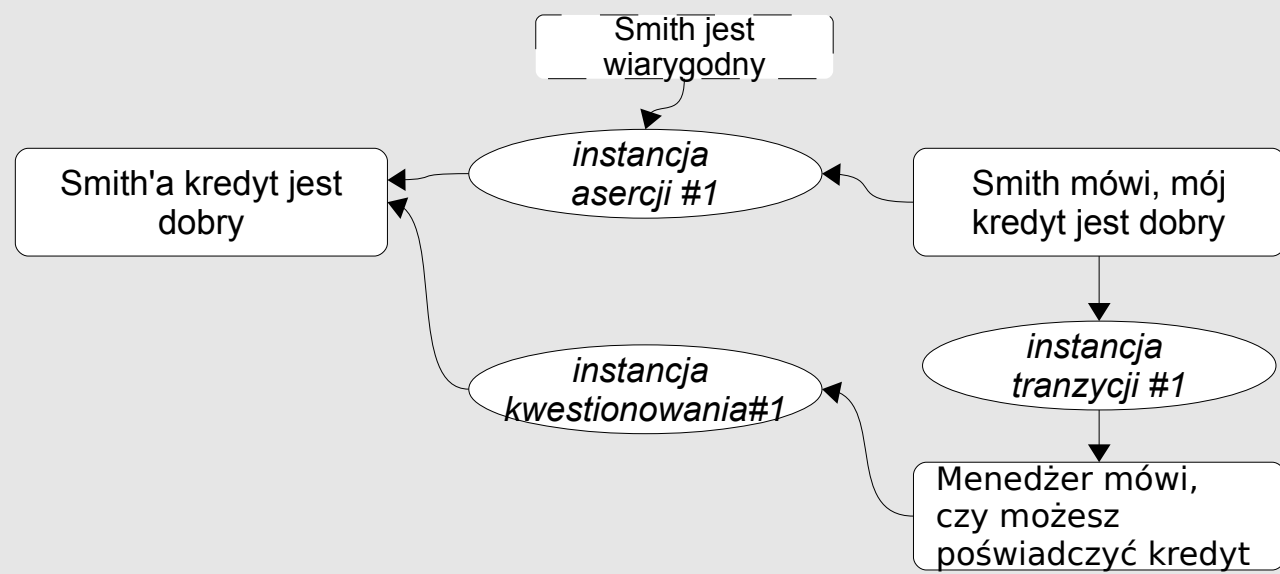 Smith jest
wiarygodny
instancja
asercji #1
Smith'a kredyt jest
dobry
Smith mówi, mój
kredyt jest dobry
instancja
kwestionowania#1
instancja
tranzycji #1
Menedżer mówi,
czy możesz
poświadczyć kredyt